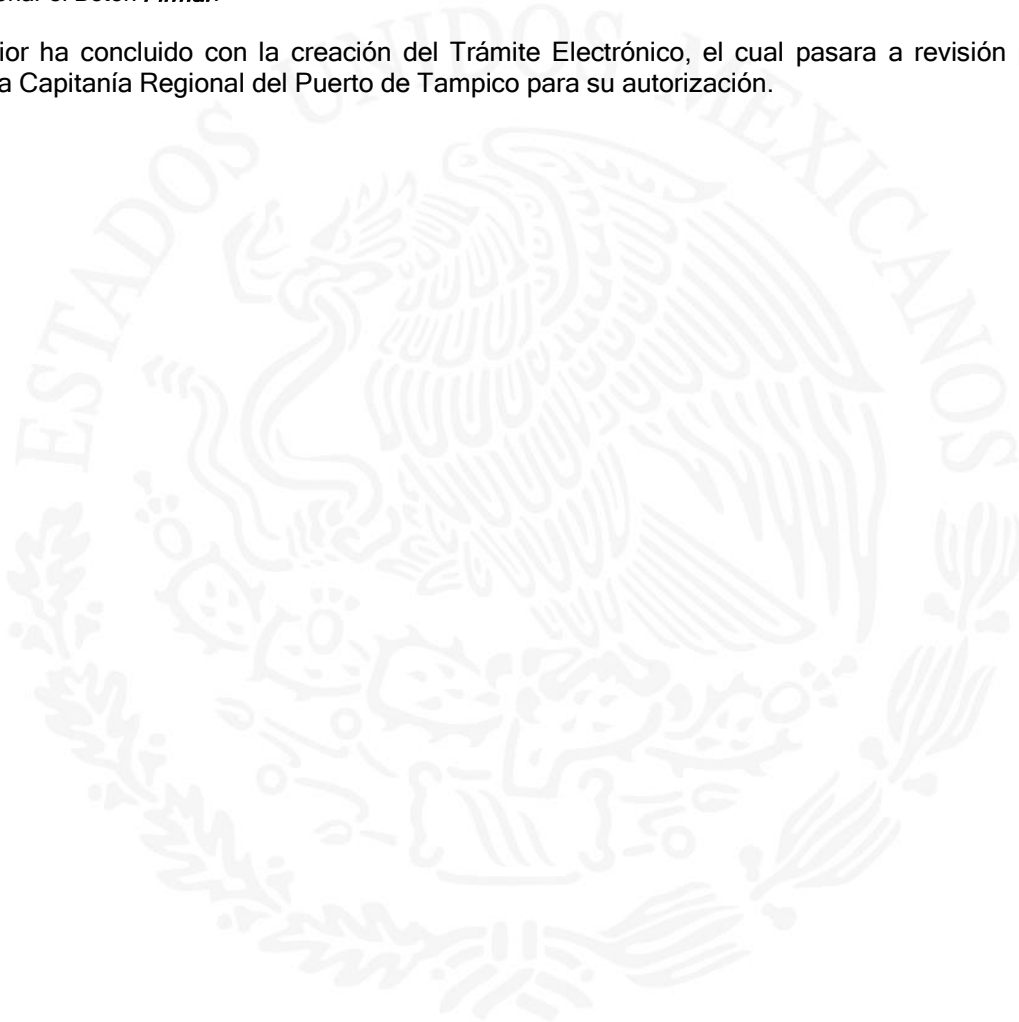 ior ha concluido con la creación del Trámite Electrónico, el cual pasara a revisión
a Capitanía Regional del Puerto de Tampico para su autorización.
ESTADOS UNIDOS MEXICANOS